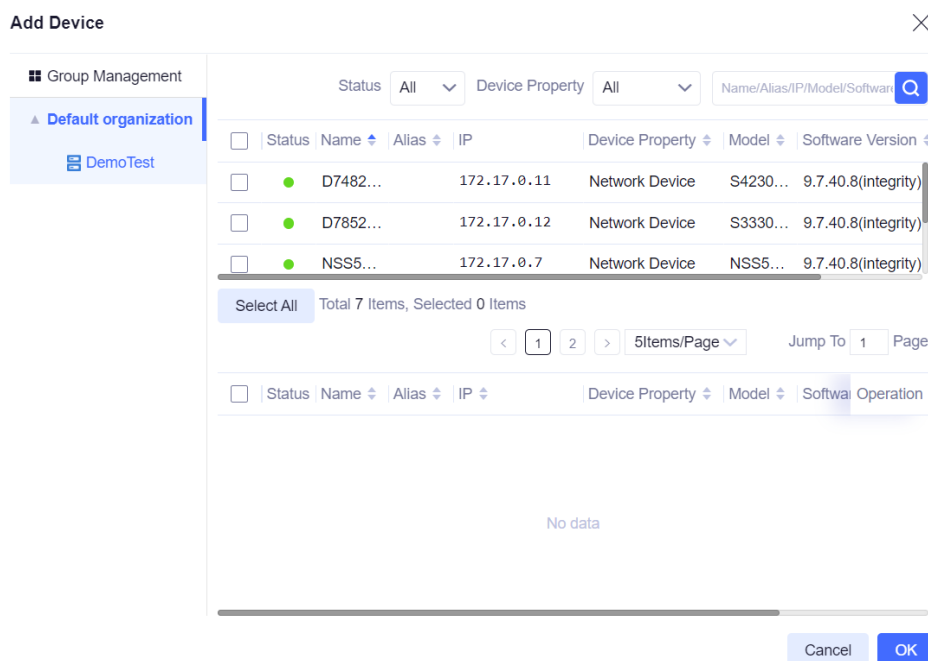 Add Device
Group Management
Default organization
DemoTest
Status All Device Property All Name/Alias/IP/Model/Software
Status Name Alias IP Device Property Model Software Version
D7482... 172.17.0.11 Network Device S4230... 9.7.40.8(integrity)
D7852... 172.17.0.12 Network Device S3330... 9.7.40.8(integrity)
NSS5... 172.17.0.7 Network Device NSS5... 9.7.40.8(integrity)
Select All Total 7 Items, Selected 0 Items
< 1 2 > 5Items/Page Jump To 1 Page
Status Name Alias IP Device Property Model Softwa Operation
No data
Cancel OK